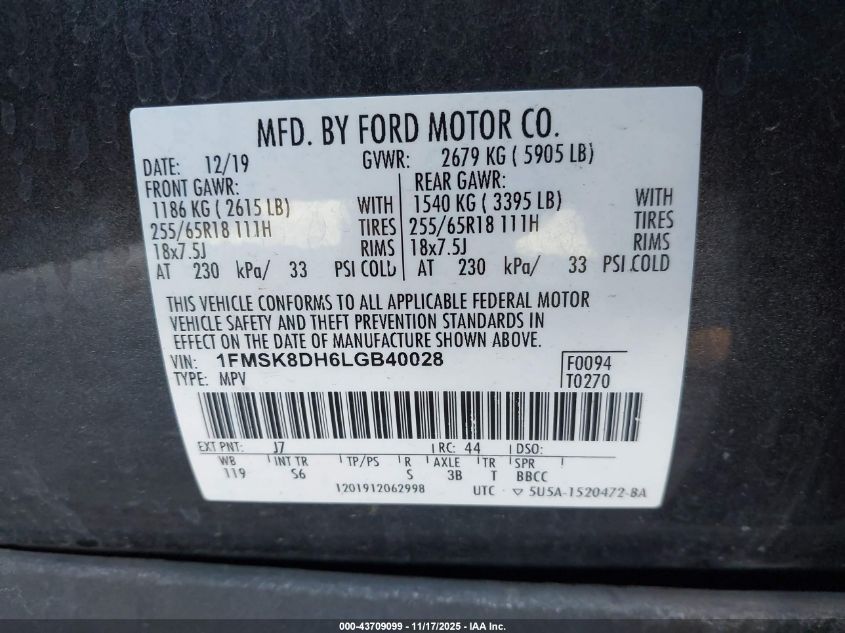 MFD. BY FORD MOTOR CO.
DATE: 12/19 GVWR: 2679 KG ( 5905 LB)
FRONT GAWR: REAR GAWR:
1186 KG ( 2615 LB) WITH 1540 KG ( 3395 LB) WITH
255/65R18 111H TIRES 255/65R18 111H TIRES
18x7.5J RIMS 18x7.5J RIMS
AT 230 kPa/ 33 PSI COLD AT 230 kPa/ 33 PSI COLD
THIS VEHICLE CONFORMS TO ALL APPLICABLE FEDERAL MOTOR
VEHICLE SAFETY AND THEFT PREVENTION STANDARDS IN
EFFECT ON THE DATE OF MANUFACTURE SHOWN ABOVE.
VIN: 1FMSK8DH6LGB40028 F0094
TYPE: MPV T0270
EXT PNT: J7 RC: 44 DSO:
WB INT TR TP/PS R AXLE TR SPR
119 S6 S 3B T BBCC
1201912062998 UTC - ▽ 5U5A-1520472-BA
000-43709099 — 11/17/2025 — IAA Inc.